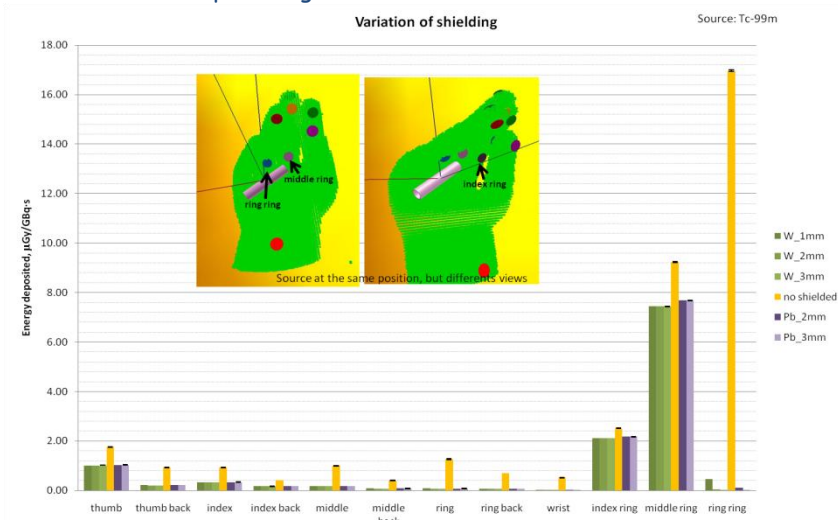 Variation of shielding
Source: Tc-99m
18.00
16.00
14.00
12.00
10.00
8.00
6.00
4.00
2.00
0.00
Energy deposited, µGy/GBq·s
middle ring
ring ring
index ring
Source at the same position, but differents views
W_1mm
W_2mm
W_3mm
no shielded
Pb_2mm
Pb_3mm
thumb
thumb back
index
index back
middle
middle
ring
ring back
wrist
index ring
middle ring
ring ring